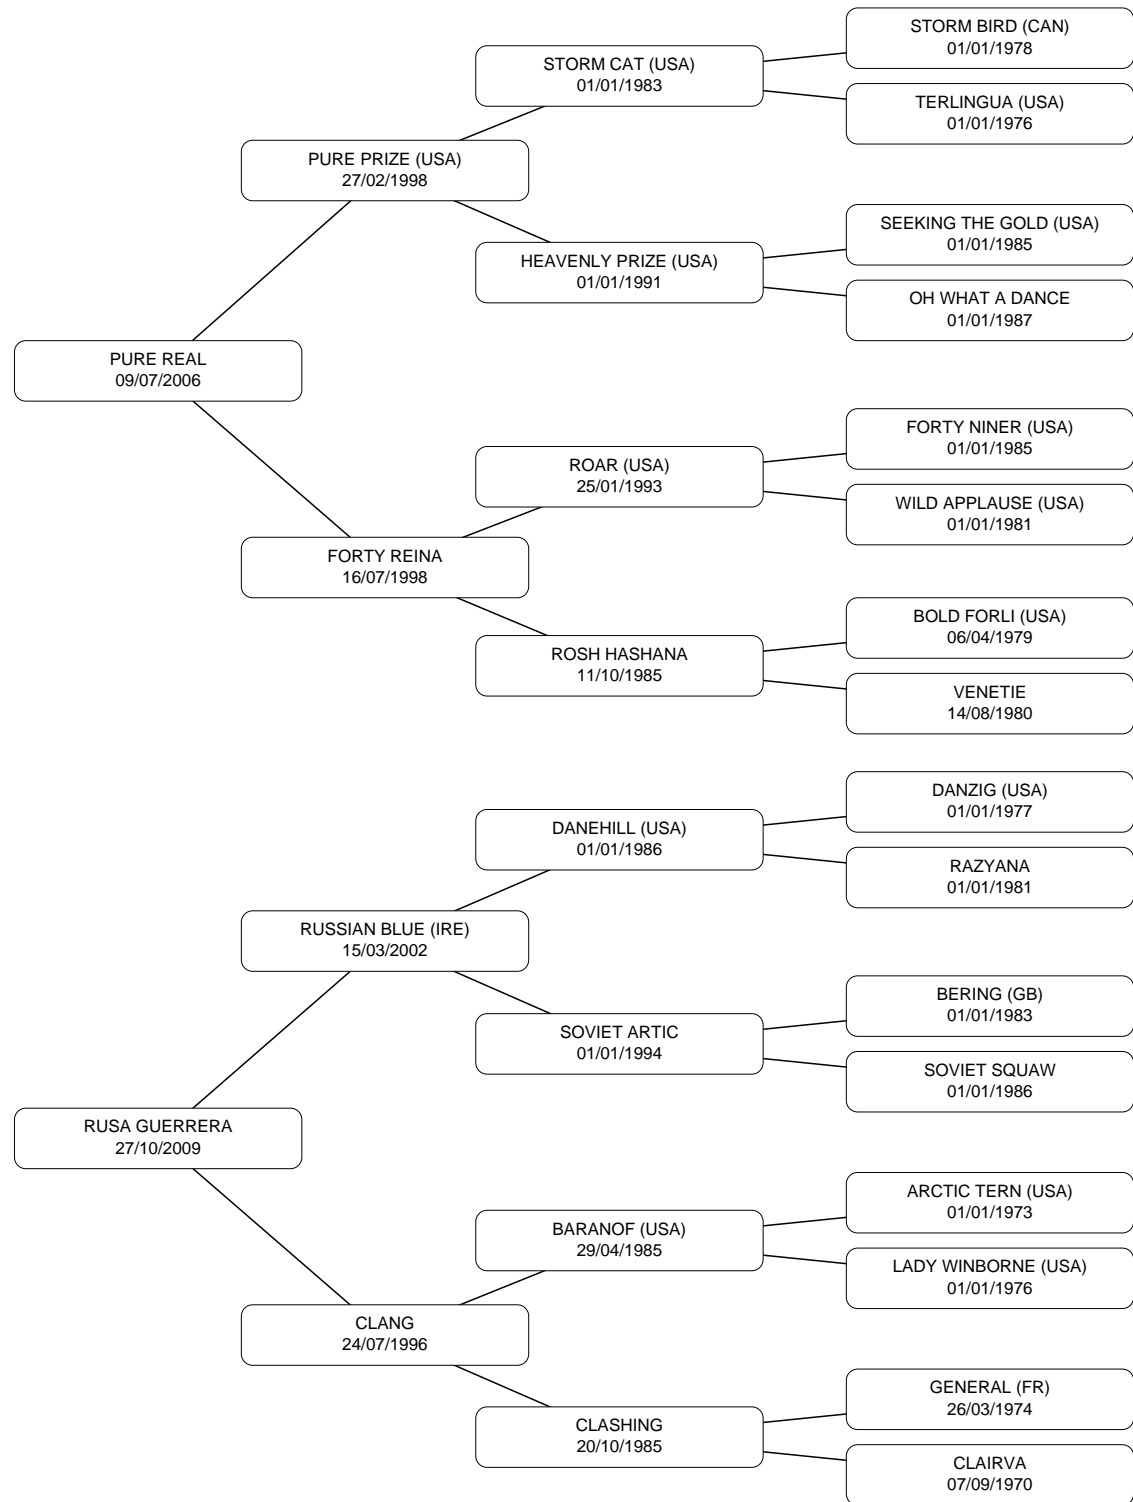 STORM BIRD (CAN)
01/01/1978
STORM CAT (USA)
01/01/1983
TERLINGUA (USA)
01/01/1976
PURE PRIZE (USA)
27/02/1998
SEEKING THE GOLD (USA)
01/01/1985
HEAVENLY PRIZE (USA)
01/01/1991
OH WHAT A DANCE
01/01/1987
PURE REAL
09/07/2006
FORTY NINER (USA)
01/01/1985
ROAR (USA)
25/01/1993
WILD APPLAUSE (USA)
01/01/1981
FORTY REINA
16/07/1998
BOLD FORLI (USA)
06/04/1979
ROSH HASHANA
11/10/1985
VENETIE
14/08/1980
DANZIG (USA)
01/01/1977
DANEHILL (USA)
01/01/1986
RAZYANA
01/01/1981
RUSSIAN BLUE (IRE)
15/03/2002
BERING (GB)
01/01/1983
SOVIET ARTIC
01/01/1994
SOVIET SQUAW
01/01/1986
RUSA GUERRERA
27/10/2009
ARCTIC TERN (USA)
01/01/1973
BARANOF (USA)
29/04/1985
LADY WINBORNE (USA)
01/01/1976
CLANG
24/07/1996
GENERAL (FR)
26/03/1974
CLASHING
20/10/1985
CLAIRVA
07/09/1970